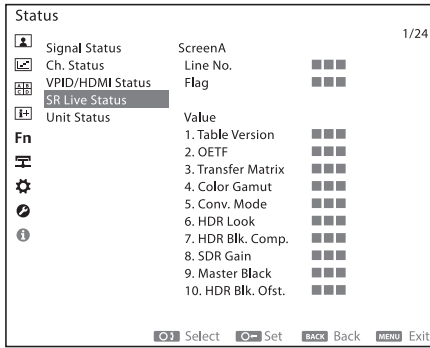 Status
1/24
Signal Status
Ch. Status
VPID/HDMI Status
SR Live Status
Unit Status
Fn
ScreenA
Line No.
Flag
Value
1. Table Version
2. OETF
3. Transfer Matrix
4. Color Gamut
5. Conv. Mode
6. HDR Look
7. HDR Blk. Comp.
8. SDR Gain
9. Master Black
10. HDR Blk. Ofst.
Select Set BACK Back MENU Exit